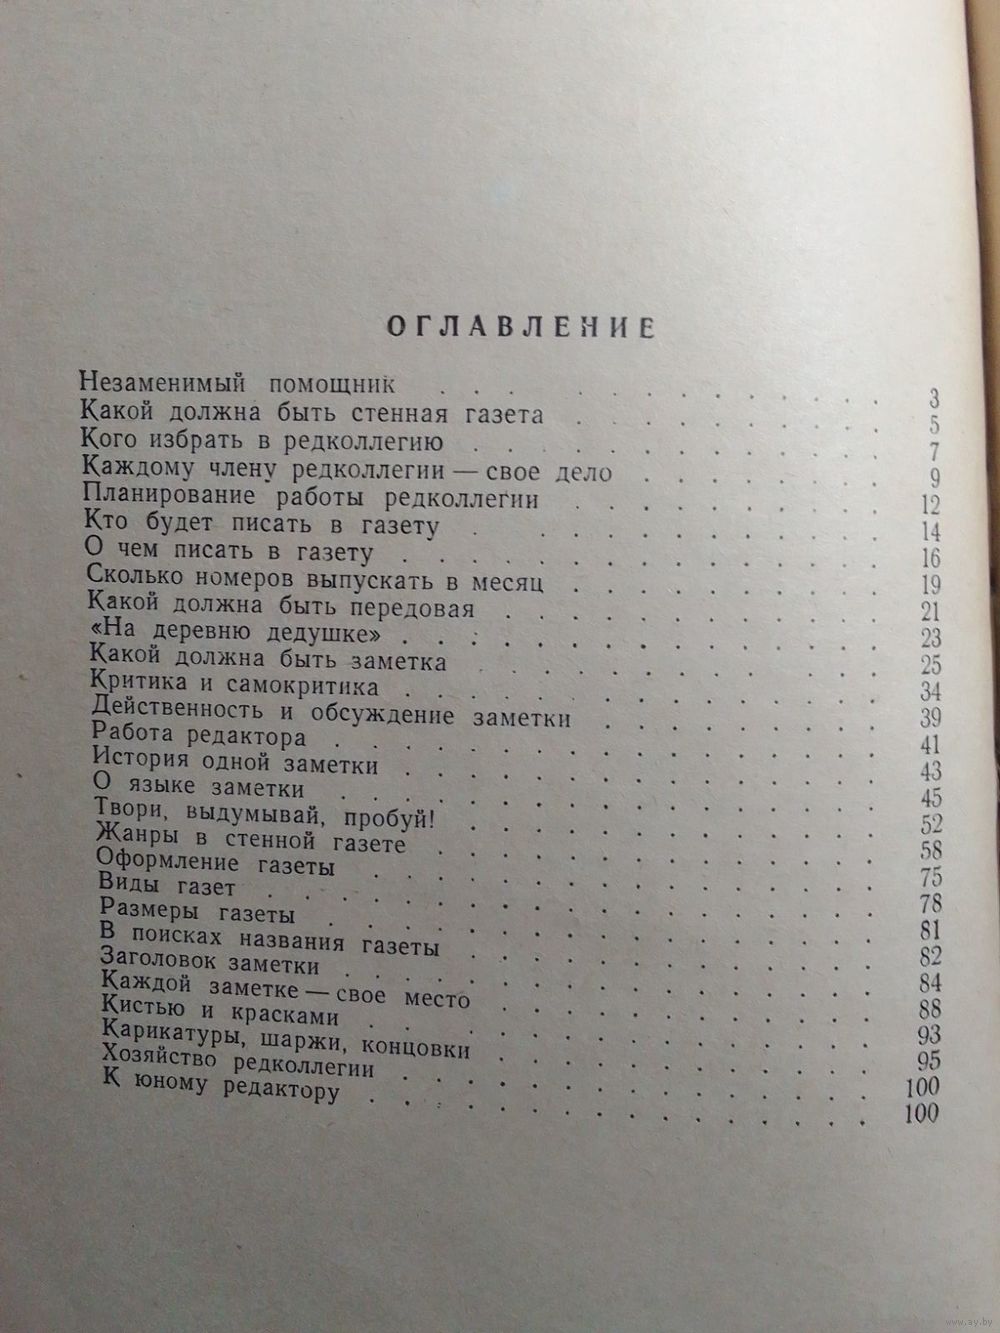 ОГЛАВЛЕНИЕ
Незаменимый помощник . . . . . . . . . . . . 3
Какой должна быть стенная газета . . . . . . . . . . 5
Кого избрать в редколлегию . . . . . . . . . . . . 7
Каждому члену редколлегии — свое дело . . . . . . . . 9
Планирование работы редколлегии . . . . . . . . . . 12
Кто будет писать в газету . . . . . . . . . . . . 14
О чем писать в газету . . . . . . . . . . . . . . 16
Сколько номеров выпускать в месяц . . . . . . . . . . 19
Какой должна быть передовая . . . . . . . . . . . . 21
«На деревню дедушке» . . . . . . . . . . . . . . 23
Какой должна быть заметка . . . . . . . . . . . . 25
Критика и самокритика . . . . . . . . . . . . . . 34
Действенность и обсуждение заметки . . . . . . . . . 39
Работа редактора . . . . . . . . . . . . . . . . 41
История одной заметки . . . . . . . . . . . . . . 43
О языке заметки . . . . . . . . . . . . . . . . 45
Твори, выдумывай, пробуй! . . . . . . . . . . . . 52
Жанры в стенной газете . . . . . . . . . . . . . 58
Оформление газеты . . . . . . . . . . . . . . . 75
Виды газет . . . . . . . . . . . . . . . . . . 78
Размеры газеты . . . . . . . . . . . . . . . . 81
В поисках названия газеты . . . . . . . . . . . . 82
Заголовок заметки . . . . . . . . . . . . . . . 84
Каждой заметке — свое место . . . . . . . . . . . 88
Кистью и красками . . . . . . . . . . . . . . . 93
Карикатуры, шаржи, концовки . . . . . . . . . . . 95
Хозяйство редколлегии . . . . . . . . . . . . . . 100
К юному редактору . . . . . . . . . . . . . . . 100
www.ay.by